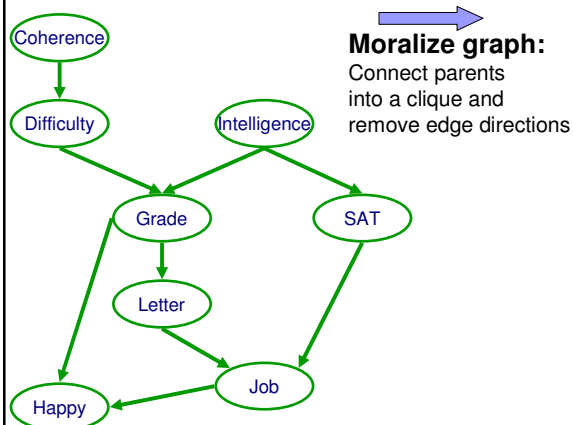 Coherence
Moralize graph:
Connect parents
into a clique and
remove edge directions
Difficulty
Intelligence
Grade
SAT
Letter
Job
Happy